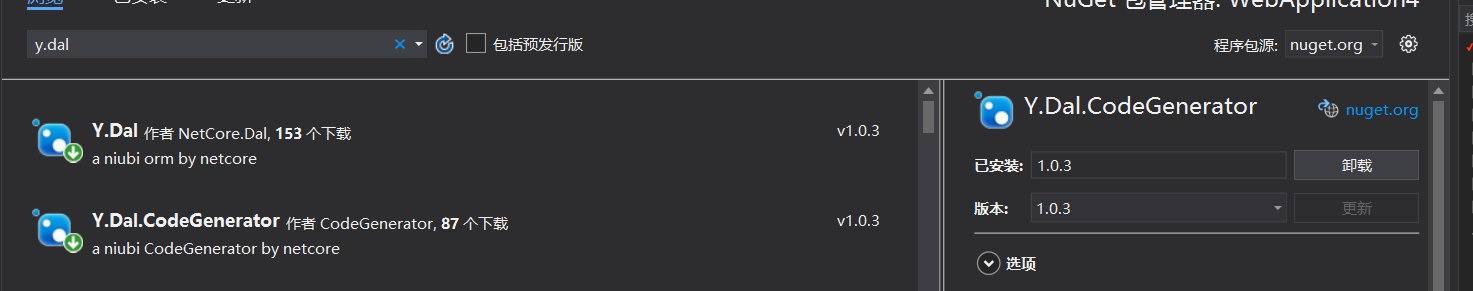 NuGet 包管理器: WebApplication4
y.dal
包括预发行版
程序包源: nuget.org
Y.Dal 作者 NetCore.Dal, 153 个下载
v1.0.3
a niubi orm by netcore
Y.Dal.CodeGenerator 作者 CodeGenerator, 87 个下载
v1.0.3
a niubi CodeGenerator by netcore
Y.Dal.CodeGenerator
nuget.org
已安装: 1.0.3
卸载
版本: 1.0.3
更新
选项